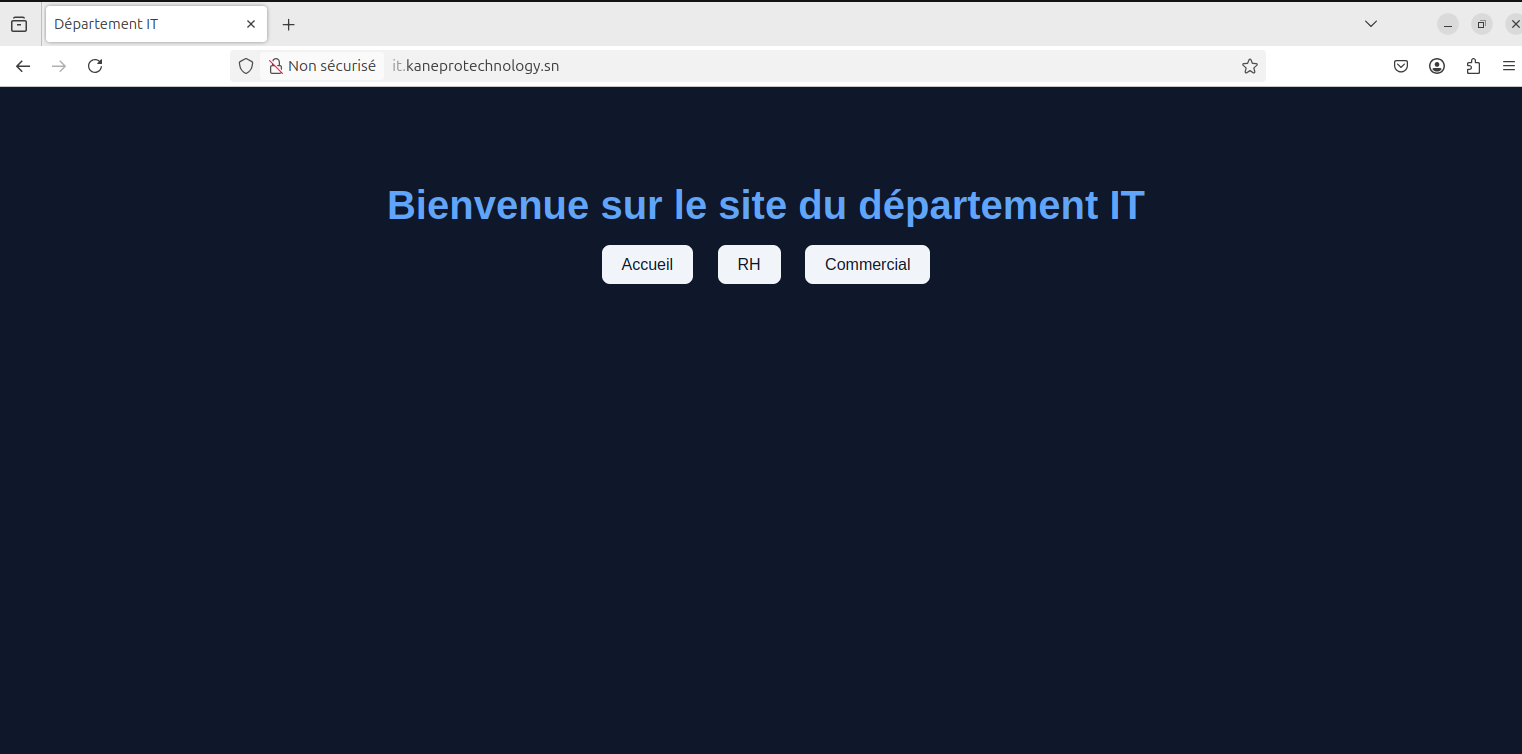 Département IT
Non sécurisé it.kaneprotechnology.sn
Bienvenue sur le site du département IT
Accueil RH Commercial